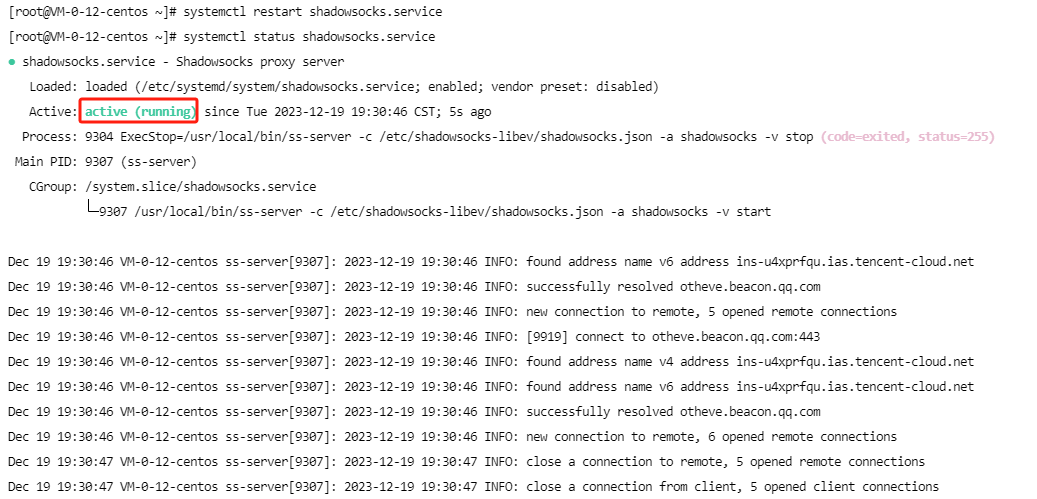 [root@VM-0-12-centos ~]# systemctl restart shadowsocks.service
[root@VM-0-12-centos ~]# systemctl status shadowsocks.service
● shadowsocks.service - Shadowsocks proxy server
Loaded: loaded (/etc/systemd/system/shadowsocks.service; enabled; vendor preset: disabled)
Active: active (running) since Tue 2023-12-19 19:30:46 CST; 5s ago
Process: 9304 ExecStop=/usr/local/bin/ss-server -c /etc/shadowsocks-libev/shadowsocks.json -a shadowsocks -v stop (code=exited, status=255)
Main PID: 9307 (ss-server)
CGroup: /system.slice/shadowsocks.service
└─9307 /usr/local/bin/ss-server -c /etc/shadowsocks-libev/shadowsocks.json -a shadowsocks -v start
Dec 19 19:30:46 VM-0-12-centos ss-server[9307]: 2023-12-19 19:30:46 INFO: found address name v6 address ins-u4xprfqu.ias.tencent-cloud.net
Dec 19 19:30:46 VM-0-12-centos ss-server[9307]: 2023-12-19 19:30:46 INFO: successfully resolved otheve.beacon.qq.com
Dec 19 19:30:46 VM-0-12-centos ss-server[9307]: 2023-12-19 19:30:46 INFO: new connection to remote, 5 opened remote connections
Dec 19 19:30:46 VM-0-12-centos ss-server[9307]: 2023-12-19 19:30:46 INFO: [9919] connect to otheve.beacon.qq.com:443
Dec 19 19:30:46 VM-0-12-centos ss-server[9307]: 2023-12-19 19:30:46 INFO: found address name v4 address ins-u4xprfqu.ias.tencent-cloud.net
Dec 19 19:30:46 VM-0-12-centos ss-server[9307]: 2023-12-19 19:30:46 INFO: found address name v6 address ins-u4xprfqu.ias.tencent-cloud.net
Dec 19 19:30:46 VM-0-12-centos ss-server[9307]: 2023-12-19 19:30:46 INFO: successfully resolved otheve.beacon.qq.com
Dec 19 19:30:46 VM-0-12-centos ss-server[9307]: 2023-12-19 19:30:46 INFO: new connection to remote, 6 opened remote connections
Dec 19 19:30:47 VM-0-12-centos ss-server[9307]: 2023-12-19 19:30:47 INFO: close a connection to remote, 5 opened remote connections
Dec 19 19:30:47 VM-0-12-centos ss-server[9307]: 2023-12-19 19:30:47 INFO: close a connection from client, 5 opened client connections